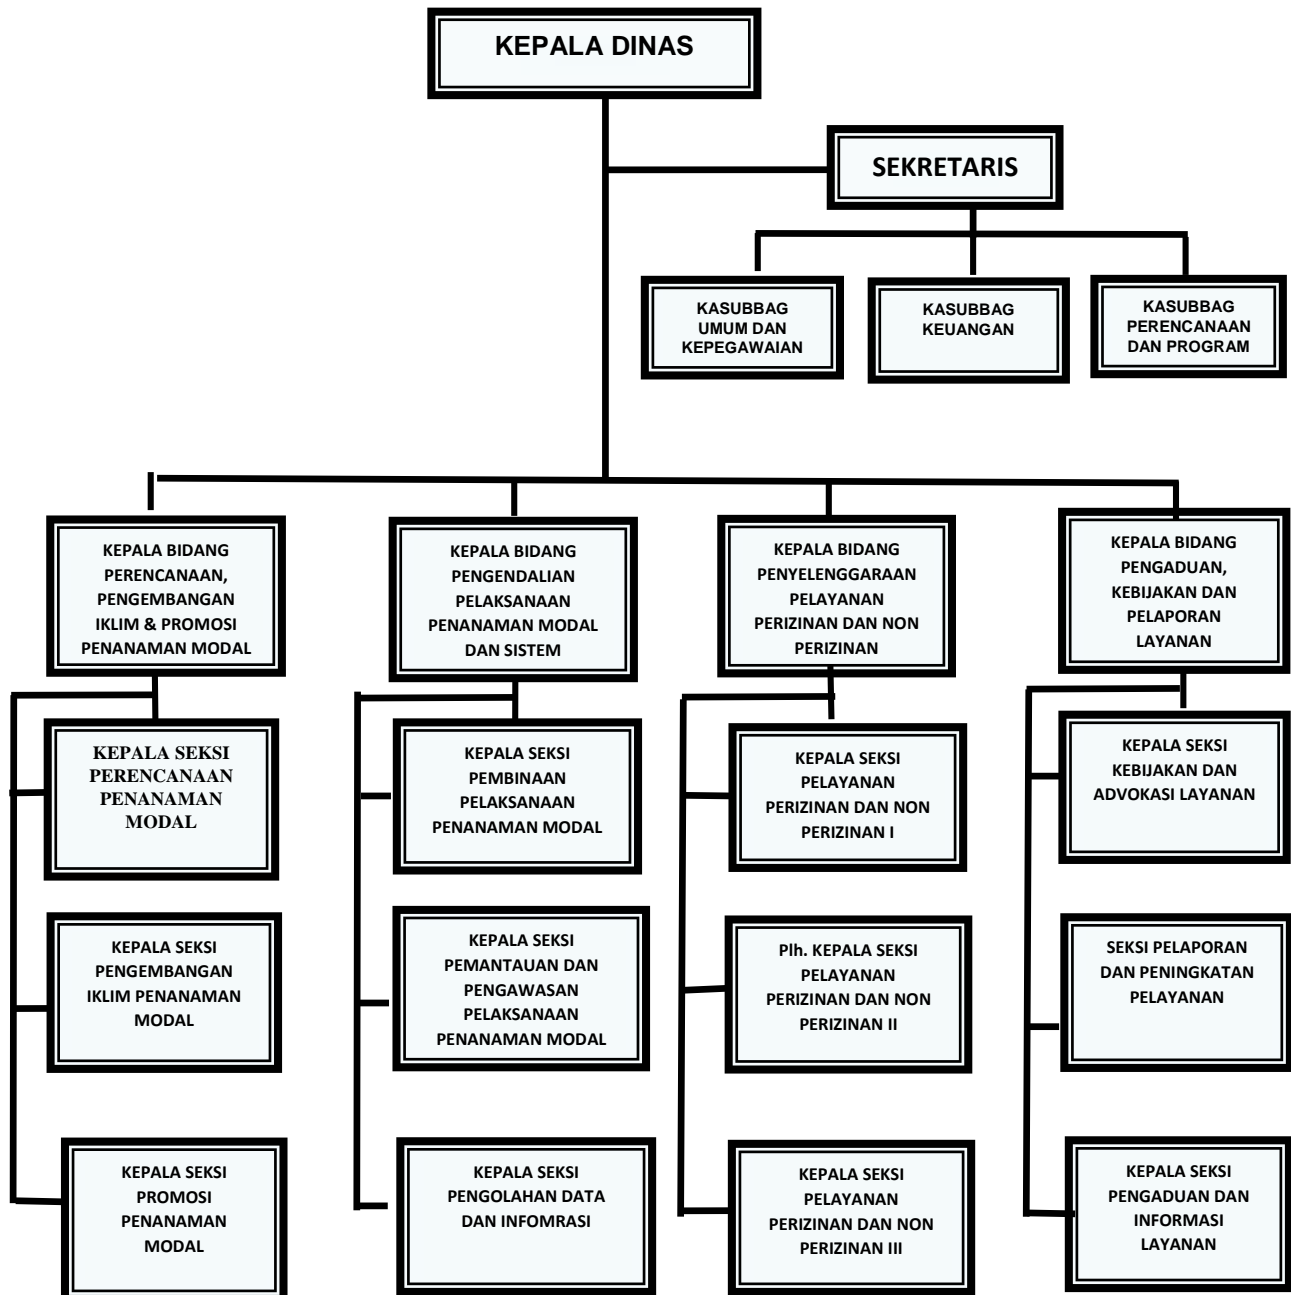 KEPALA DINAS
SEKRETARIS
KASUBBAG
UMUM DAN
KEPEGAWAIAN
KASUBBAG
KEUANGAN
KASUBBAG
PERENCANAAN
DAN PROGRAM
KEPALA BIDANG
PERENCANAAN,
PENGEMBANGAN
IKLIM & PROMOSI
PENANAMAN MODAL
KEPALA BIDANG
PENGENDALIAN
PELAKSANAAN
PENANAMAN MODAL
DAN SISTEM
KEPALA BIDANG
PENYELENGGARAAN
PELAYANAN
PERIZINAN DAN NON
PERIZINAN
KEPALA BIDANG
PENGADUAN,
KEBIJAKAN DAN
PELAPORAN
LAYANAN
KEPALA SEKSI
PERENCANAAN
PENANAMAN
MODAL
KEPALA SEKSI
PEMBINAAN
PELAKSANAAN
PENANAMAN MODAL
KEPALA SEKSI
PELAYANAN
PERIZINAN DAN NON
PERIZINAN I
KEPALA SEKSI
KEBIJAKAN DAN
ADVOKASI LAYANAN
KEPALA SEKSI
PENGEMBANGAN
IKLIM PENANAMAN
MODAL
KEPALA SEKSI
PEMANTAUAN DAN
PENGAWASAN
PELAKSANAAN
PENANAMAN MODAL
Plh. KEPALA SEKSI
PELAYANAN
PERIZINAN DAN NON
PERIZINAN II
SEKSI PELAPORAN
DAN PENINGKATAN
PELAYANAN
KEPALA SEKSI
PROMOSI
PENANAMAN
MODAL
KEPALA SEKSI
PENGOLAHAN DATA
DAN INFOMRASI
KEPALA SEKSI
PELAYANAN
PERIZINAN DAN NON
PERIZINAN III
KEPALA SEKSI
PENGADUAN DAN
INFORMASI
LAYANAN